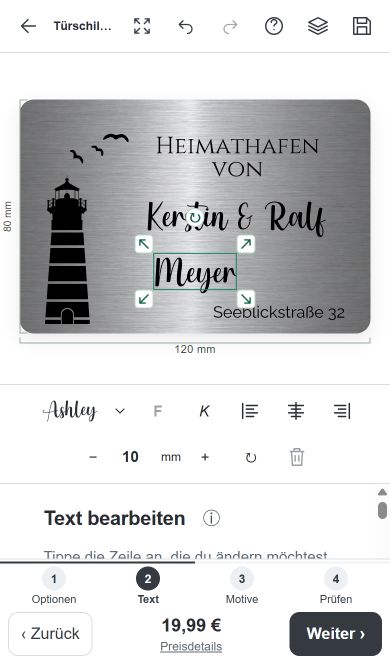 Türschil...
HEIMATHAFEN
VON
Kerstin & Ralf
Meyer
Seeblickstraße 32
80 mm
120 mm
Ashley
F K
− 10 mm +
Text bearbeiten
Tippe die Zeile an, die du ändern möchtest
1 2 3 4
Optionen Text Motive Prüfen
‹ Zurück
19,99 €
Preisdetails
Weiter ›